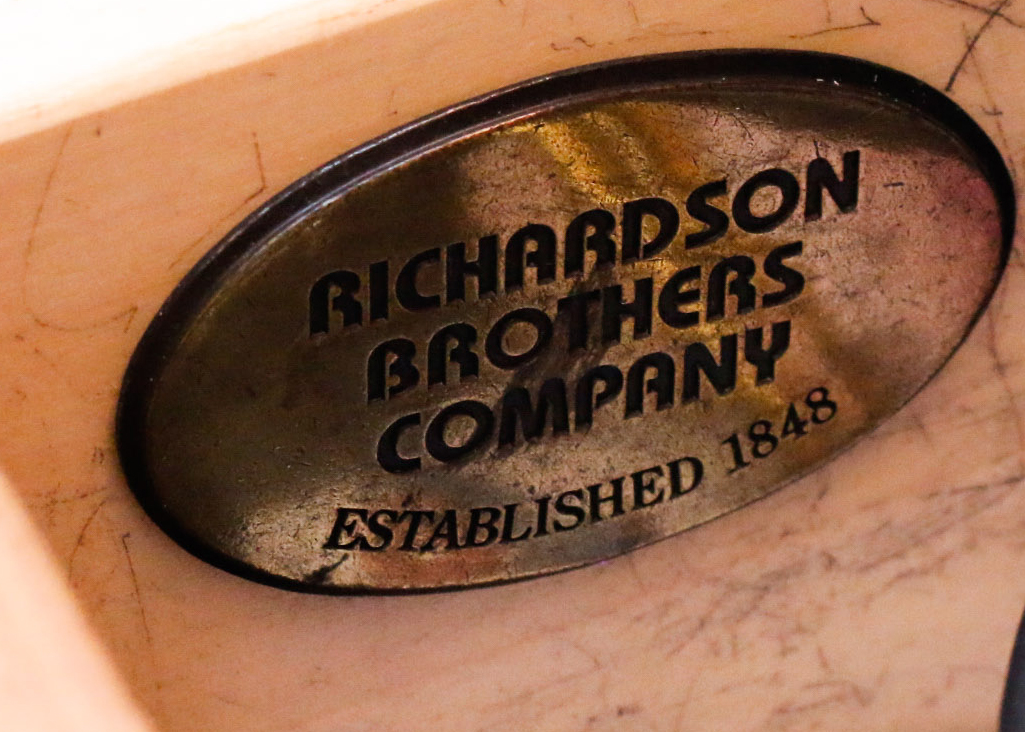 RICHARDSON
BROTHERS
COMPANY
ESTABLISHED 1848